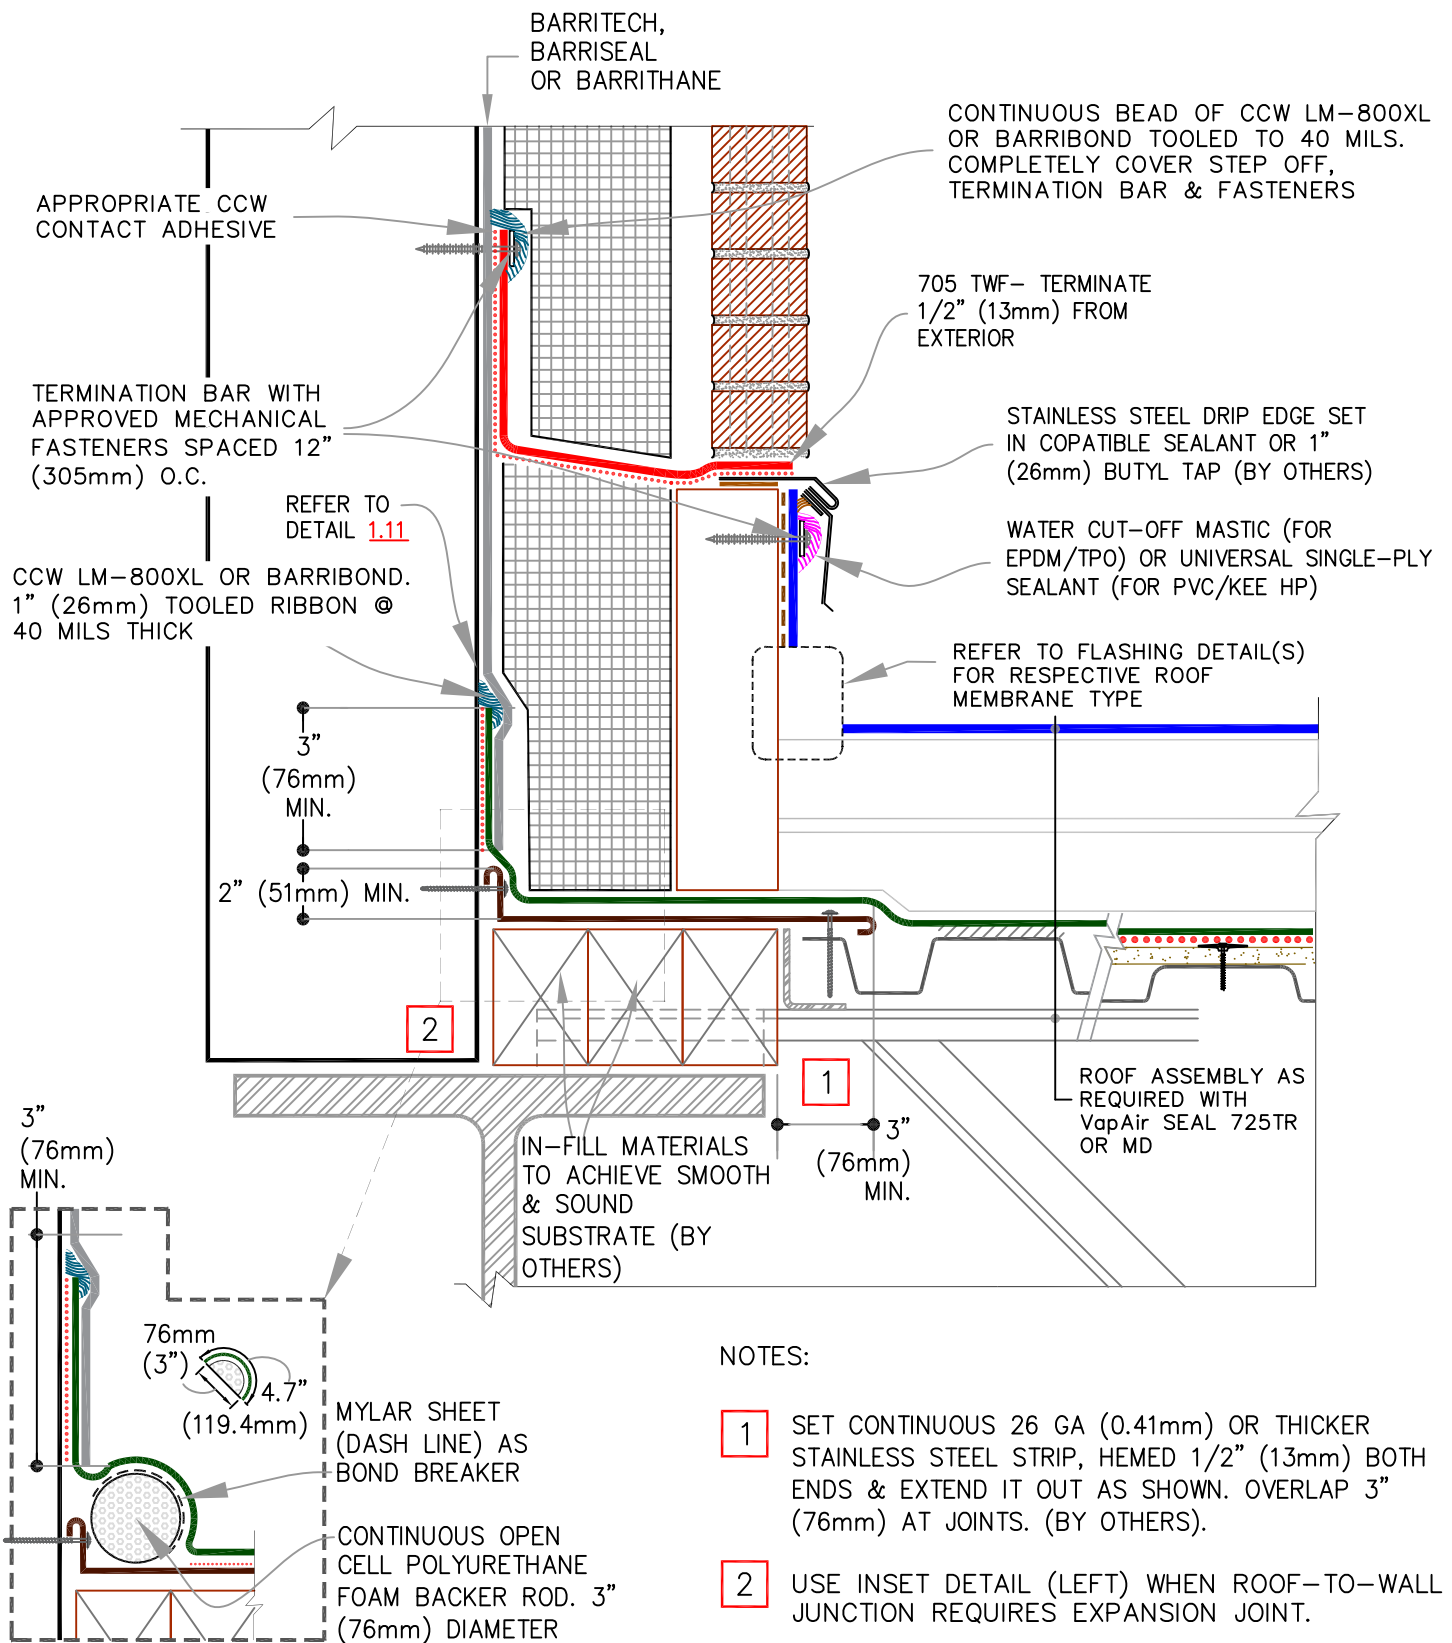 BARRITECH,
BARRISEAL
OR BARRITHANE
CONTINUOUS BEAD OF CCW LM-800XL
OR BARRIBOND TOOLED TO 40 MILS.
COMPLETELY COVER STEP OFF,
TERMINATION BAR & FASTENERS
APPROPRIATE CCW
CONTACT ADHESIVE
705 TWF- TERMINATE
1/2" (13mm) FROM
EXTERIOR
TERMINATION BAR WITH
APPROVED MECHANICAL
FASTENERS SPACED 12"
(305mm) O.C.
STAINLESS STEEL DRIP EDGE SET
IN COPATIBLE SEALANT OR 1"
(26mm) BUTYL TAP (BY OTHERS)
REFER TO
DETAIL 1.11
WATER CUT-OFF MASTIC (FOR
EPDM/TPO) OR UNIVERSAL SINGLE-PLY
SEALANT (FOR PVC/KEE HP)
CCW LM-800XL OR BARRIBOND.
1" (26mm) TOOLED RIBBON @
40 MILS THICK
REFER TO FLASHING DETAIL(S)
FOR RESPECTIVE ROOF
MEMBRANE TYPE
3"
(76mm)
MIN.
2" (51mm) MIN.
2
1
ROOF ASSEMBLY AS
REQUIRED WITH
VapAir SEAL 725TR
OR MD
3"
(76mm)
MIN.
IN-FILL MATERIALS
TO ACHIEVE SMOOTH
& SOUND
SUBSTRATE (BY
OTHERS)
3"
(76mm)
MIN.
76mm
(3")
4.7"
(119.4mm)
MYLAR SHEET
(DASH LINE) AS
BOND BREAKER
CONTINUOUS OPEN
CELL POLYURETHANE
FOAM BACKER ROD. 3"
(76mm) DIAMETER
NOTES:
1 SET CONTINUOUS 26 GA (0.41mm) OR THICKER
STAINLESS STEEL STRIP, HEMED 1/2" (13mm) BOTH
ENDS & EXTEND IT OUT AS SHOWN. OVERLAP 3"
(76mm) AT JOINTS. (BY OTHERS).
2 USE INSET DETAIL (LEFT) WHEN ROOF-TO-WALL
JUNCTION REQUIRES EXPANSION JOINT.